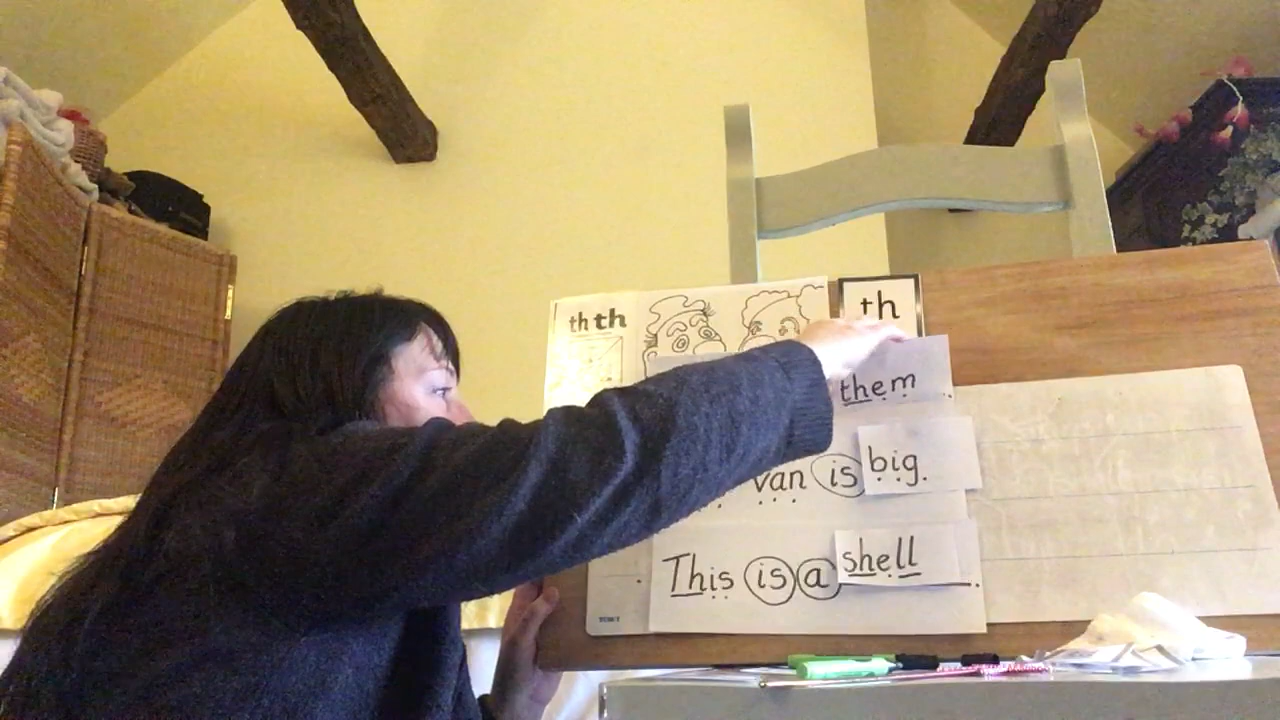 th th
th
them .
van is big.
This is a shell .